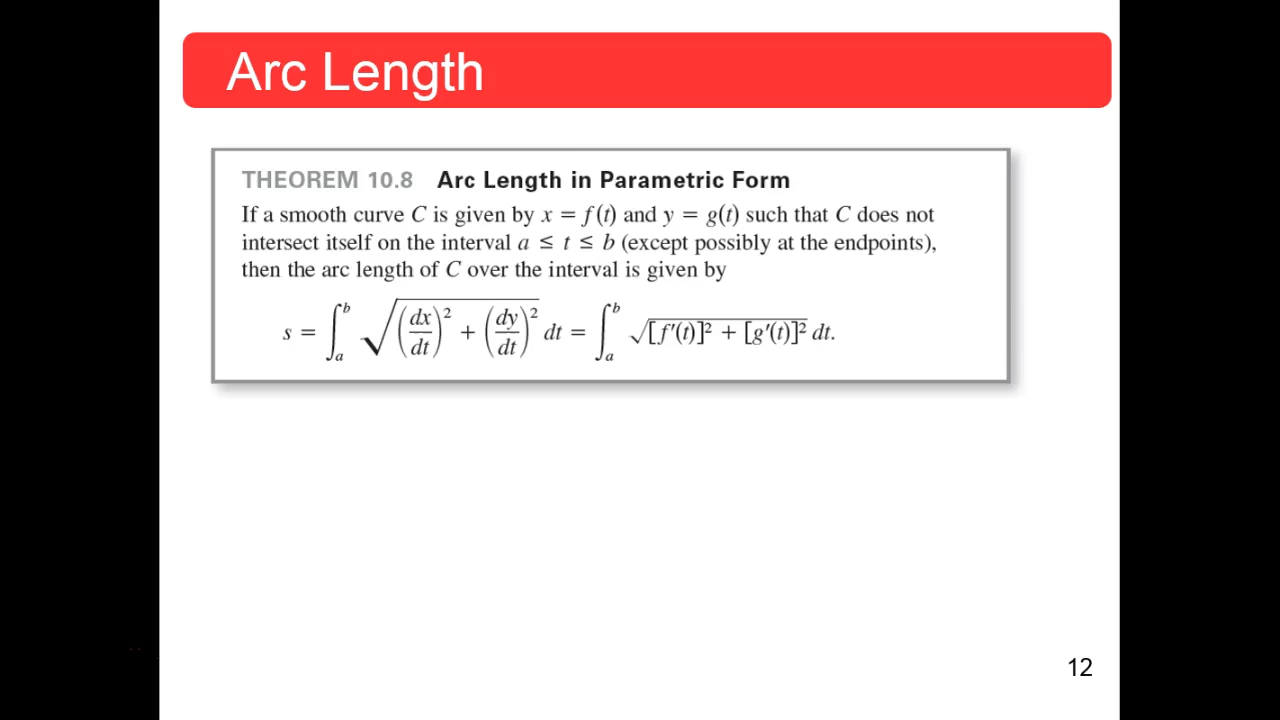 Arc Length
THEOREM 10.8 Arc Length in Parametric Form
If a smooth curve C is given by x = f(t) and y = g(t) such that C does not
intersect itself on the interval a ≤ t ≤ b (except possibly at the endpoints),
then the arc length of C over the interval is given by
s = ∫_a^b √((dx/dt)² + (dy/dt)²) dt = ∫_a^b √([f′(t)]² + [g′(t)]²) dt.
12